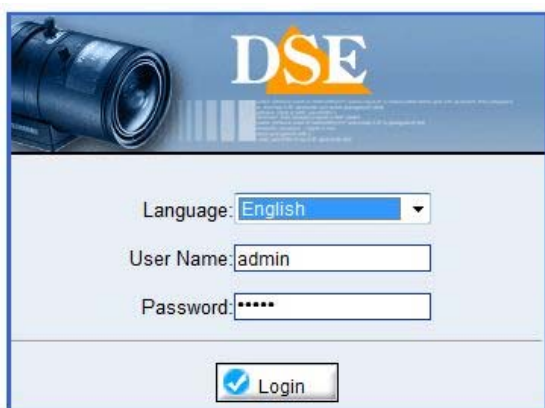 DSE
Language: English
User Name: admin
Password: •••••
Login